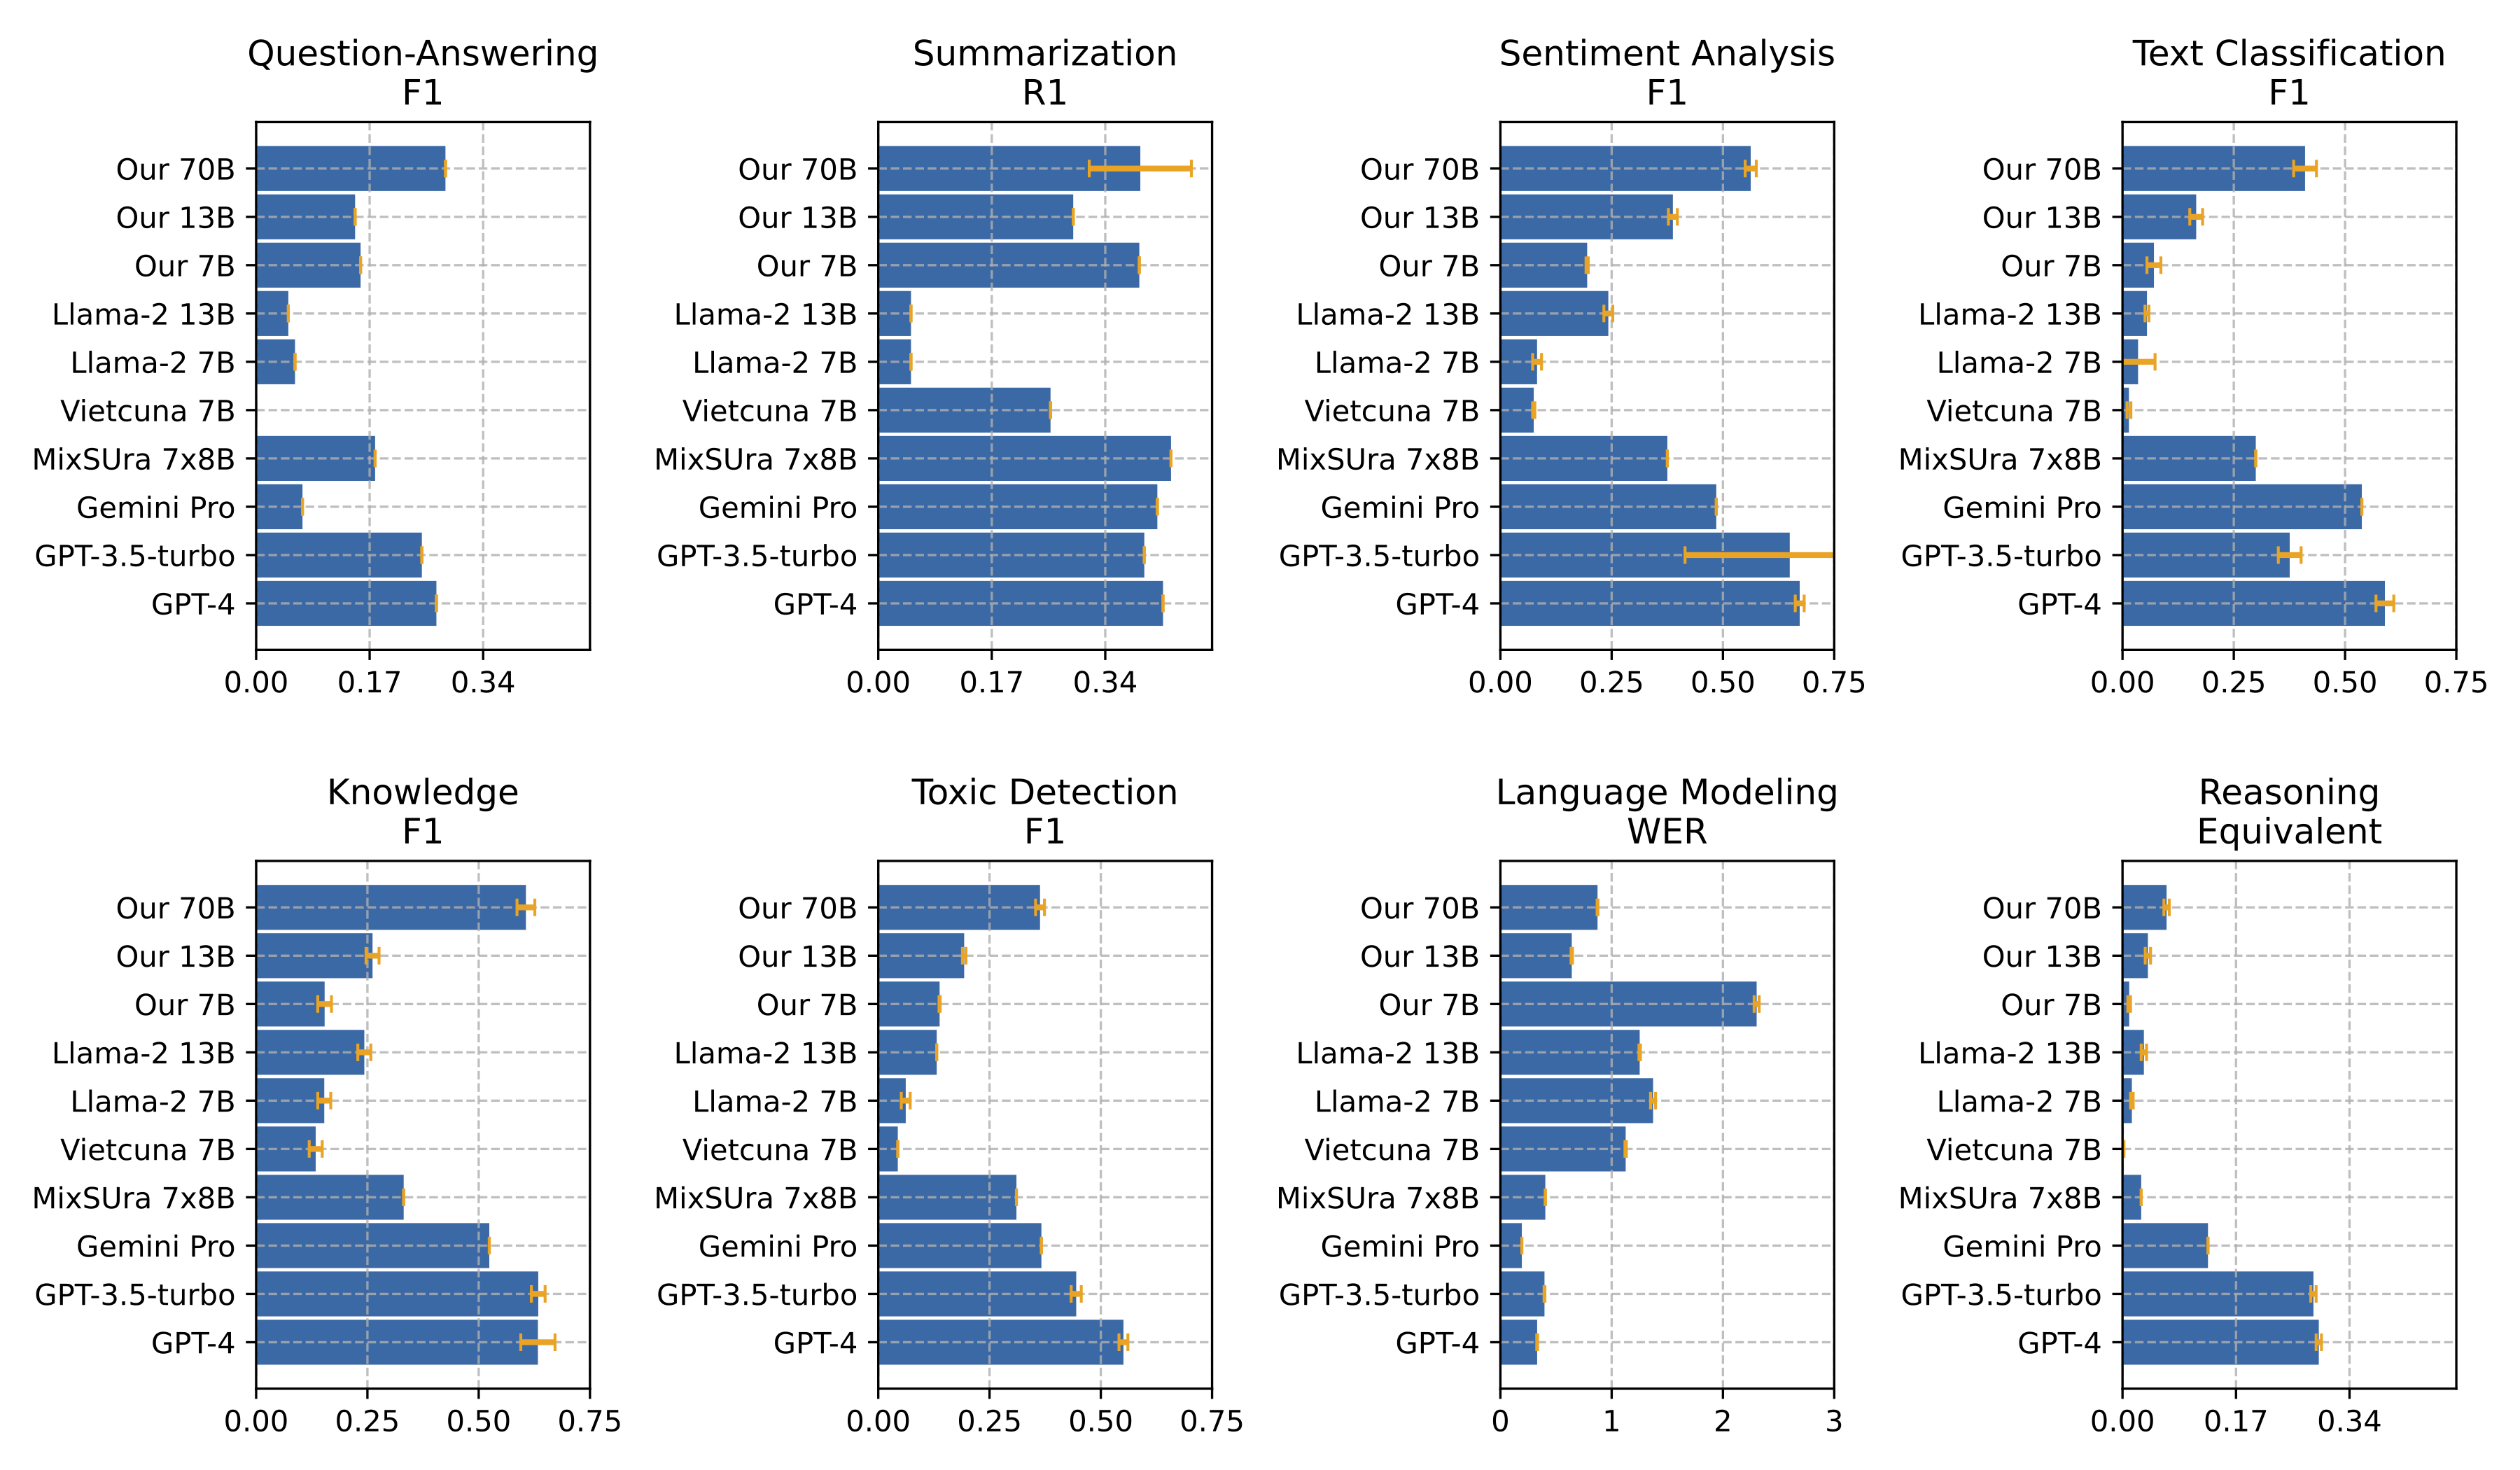 Question-Answering
F1
Our 70B
Our 13B
Our 7B
Llama-2 13B
Llama-2 7B
Vietcuna 7B
MixSUra 7x8B
Gemini Pro
GPT-3.5-turbo
GPT-4
0.00 0.17 0.34
Summarization
R1
Our 70B
Our 13B
Our 7B
Llama-2 13B
Llama-2 7B
Vietcuna 7B
MixSUra 7x8B
Gemini Pro
GPT-3.5-turbo
GPT-4
0.00 0.17 0.34
Sentiment Analysis
F1
Our 70B
Our 13B
Our 7B
Llama-2 13B
Llama-2 7B
Vietcuna 7B
MixSUra 7x8B
Gemini Pro
GPT-3.5-turbo
GPT-4
0.00 0.25 0.50 0.75
Text Classification
F1
Our 70B
Our 13B
Our 7B
Llama-2 13B
Llama-2 7B
Vietcuna 7B
MixSUra 7x8B
Gemini Pro
GPT-3.5-turbo
GPT-4
0.00 0.25 0.50 0.75
Knowledge
F1
Our 70B
Our 13B
Our 7B
Llama-2 13B
Llama-2 7B
Vietcuna 7B
MixSUra 7x8B
Gemini Pro
GPT-3.5-turbo
GPT-4
0.00 0.25 0.50 0.75
Toxic Detection
F1
Our 70B
Our 13B
Our 7B
Llama-2 13B
Llama-2 7B
Vietcuna 7B
MixSUra 7x8B
Gemini Pro
GPT-3.5-turbo
GPT-4
0.00 0.25 0.50 0.75
Language Modeling
WER
Our 70B
Our 13B
Our 7B
Llama-2 13B
Llama-2 7B
Vietcuna 7B
MixSUra 7x8B
Gemini Pro
GPT-3.5-turbo
GPT-4
0 1 2 3
Reasoning
Equivalent
Our 70B
Our 13B
Our 7B
Llama-2 13B
Llama-2 7B
Vietcuna 7B
MixSUra 7x8B
Gemini Pro
GPT-3.5-turbo
GPT-4
0.00 0.17 0.34